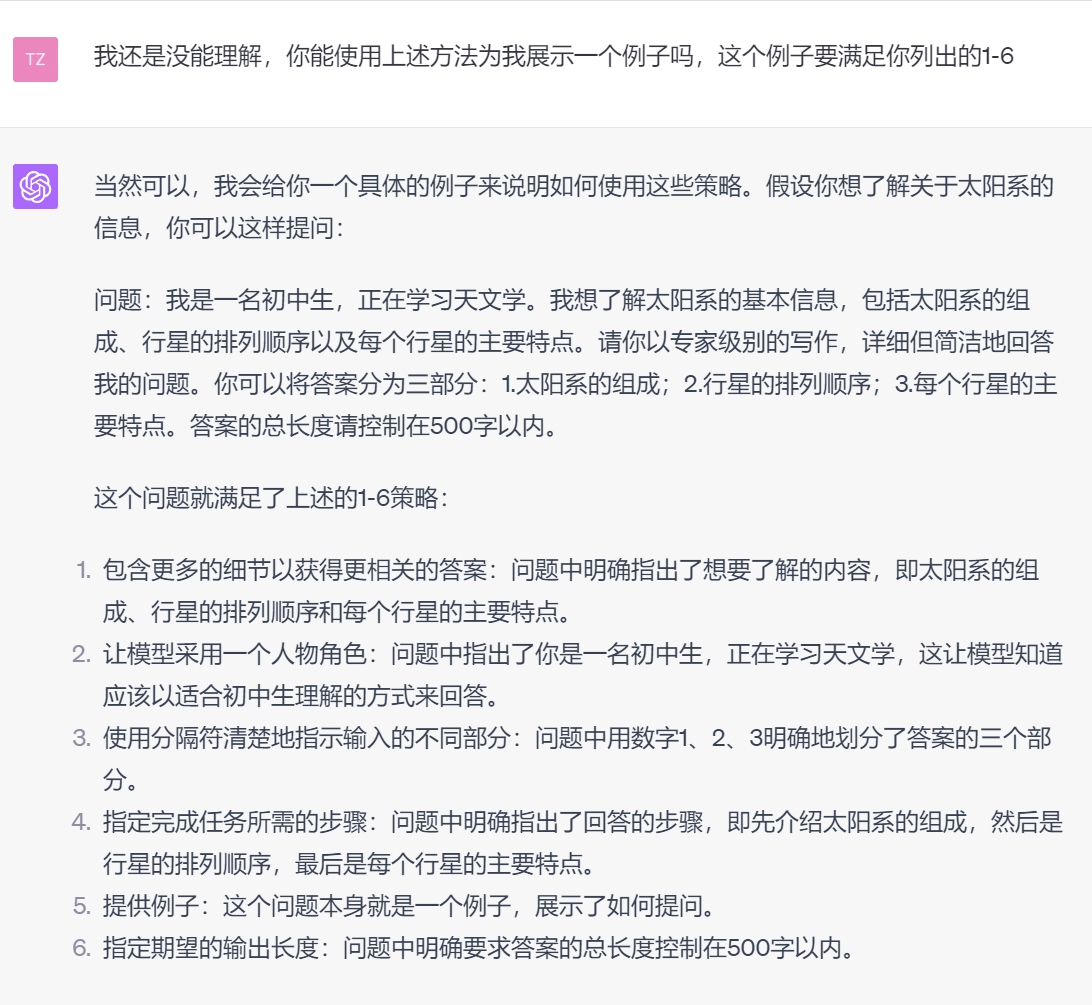 TZ
我还是没能理解，你能使用上述方法为我展示一个例子吗，这个例子要满足你列出的1-6
当然可以，我会给你一个具体的例子来说明如何使用这些策略。假设你想了解关于太阳系的
信息，你可以这样提问：
问题：我是一名初中生，正在学习天文学。我想了解太阳系的基本信息，包括太阳系的组
成、行星的排列顺序以及每个行星的主要特点。请你以专家级别的写作，详细但简洁地回答
我的问题。你可以将答案分为三部分：1.太阳系的组成；2.行星的排列顺序；3.每个行星的主
要特点。答案的总长度请控制在500字以内。
这个问题就满足了上述的1-6策略：
1. 包含更多的细节以获得更相关的答案：问题中明确指出了想要了解的内容，即太阳系的组
成、行星的排列顺序和每个行星的主要特点。
2. 让模型采用一个人物角色：问题中指出了你是一名初中生，正在学习天文学，这让模型知道
应该以适合初中生理解的方式来回答。
3. 使用分隔符清楚地指示输入的不同部分：问题中用数字1、2、3明确地划分了答案的三个部
分。
4. 指定完成任务所需的步骤：问题中明确指出了回答的步骤，即先介绍太阳系的组成，然后是
行星的排列顺序，最后是每个行星的主要特点。
5. 提供例子：这个问题本身就是一个例子，展示了如何提问。
6. 指定期望的输出长度：问题中明确要求答案的总长度控制在500字以内。